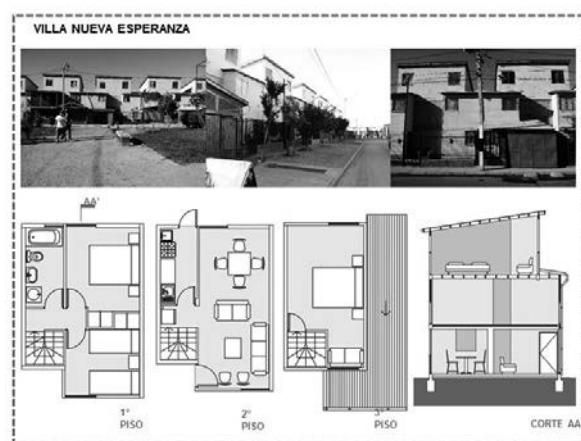 VILLA NUEVA ESPERANZA
AA'
1°
PISO
2°
PISO
3°
PISO
CORTE AA